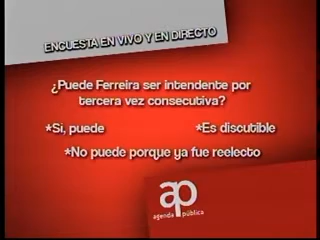 ENCUESTA EN VIVO Y EN DIRECTO
¿Puede Ferreira ser intendente por
tercera vez consecutiva?
*Si, puede *Es discutible
*No puede porque ya fue reelecto
ap
agenda pública